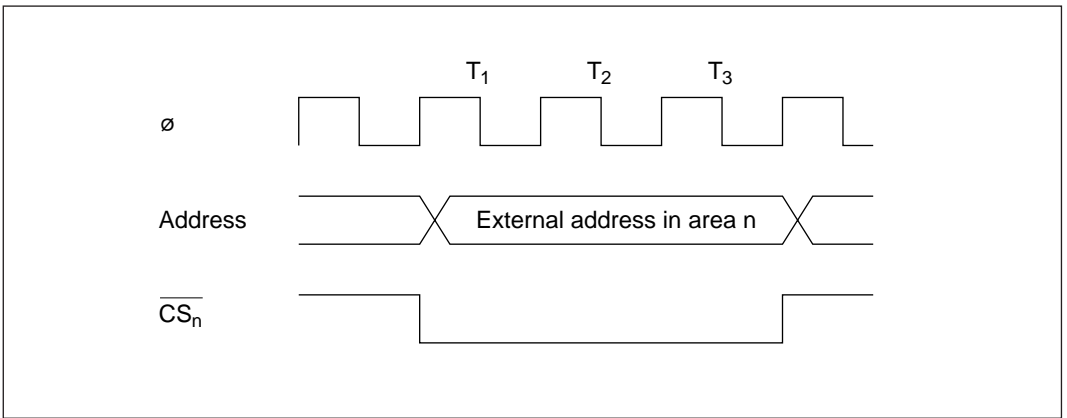 T₁ T₂ T₃
ø
Address External address in area n
CSₙ